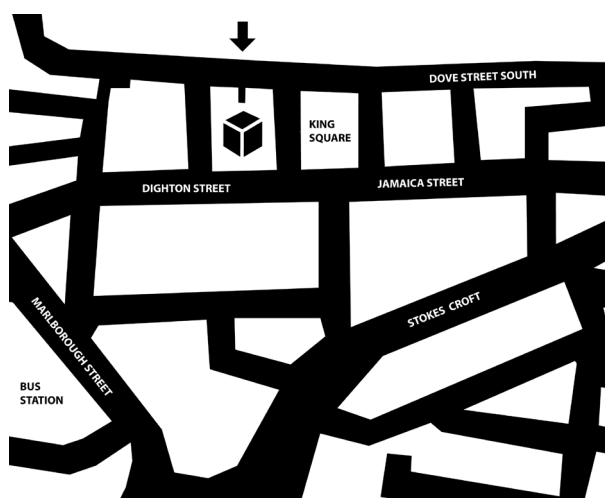 DOVE STREET SOUTH
KING
SQUARE
DIGHTON STREET
JAMAICA STREET
STOKES CROFT
MARLBOROUGH STREET
BUS
STATION